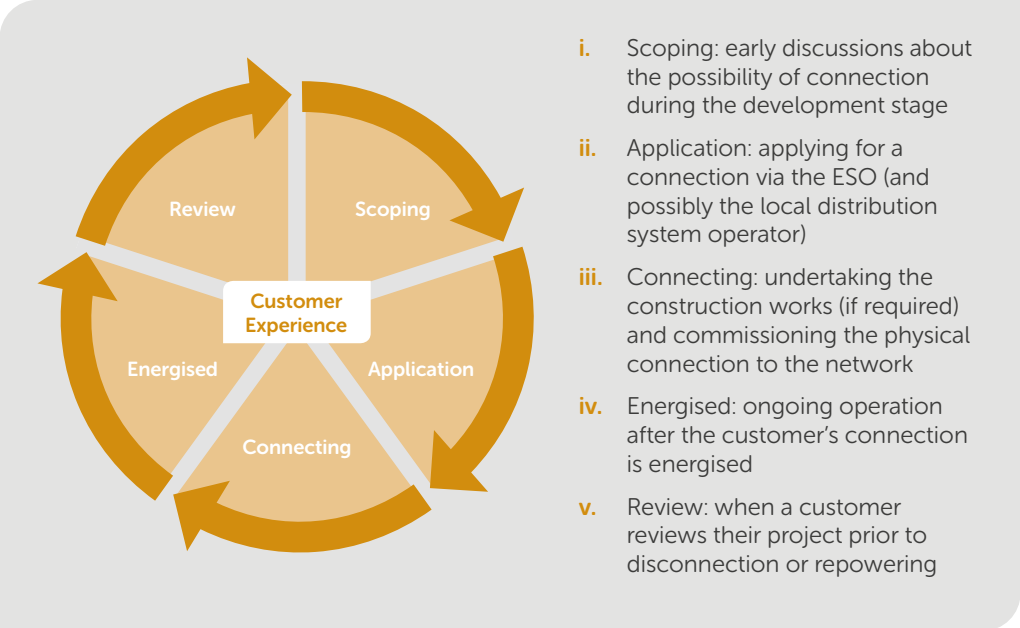 Review
Scoping
Customer
Experience
Energised
Application
Connecting
i. Scoping: early discussions about
the possibility of connection
during the development stage
ii. Application: applying for a
connection via the ESO (and
possibly the local distribution
system operator)
iii. Connecting: undertaking the
construction works (if required)
and commissioning the physical
connection to the network
iv. Energised: ongoing operation
after the customer’s connection
is energised
v. Review: when a customer
reviews their project prior to
disconnection or repowering